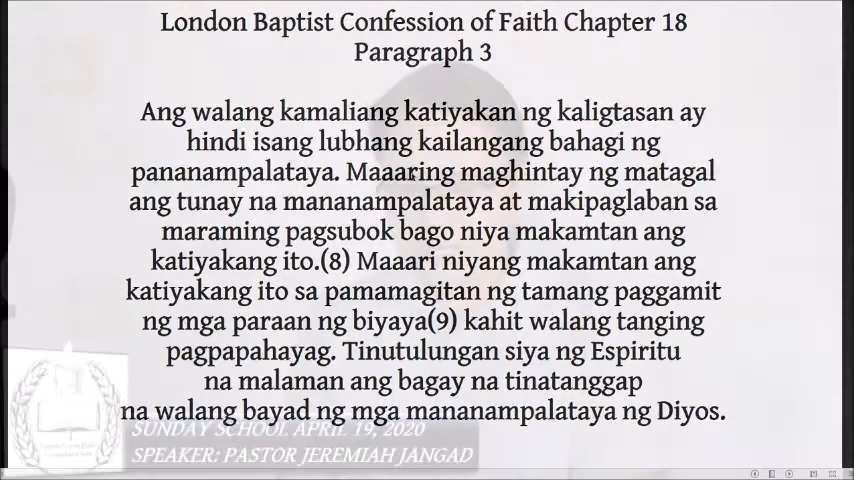 London Baptist Confession of Faith Chapter 18
Paragraph 3
Ang walang kamaliang katiyakan ng kaligtasan ay
hindi isang lubhang kailangang bahagi ng
pananampalataya. Maaaring maghintay ng matagal
ang tunay na mananampalataya at makipaglaban sa
maraming pagsubok bago niya makamtan ang
katiyakang ito.(8) Maaari niyang makamtan ang
katiyakang ito sa pamamagitan ng tamang paggamit
ng mga paraan ng biyaya(9) kahit walang tanging
pagpapahayag. Tinutulungan siya ng Espiritu
na malaman ang bagay na tinatanggap
na walang bayad ng mga mananampalataya ng Diyos.
SUNDAY SCHOOL APRIL 19, 2020
SPEAKER: PASTOR JEREMIAH JANGAD